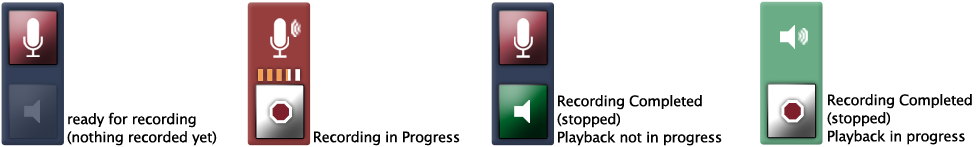 ready for recording
(nothing recorded yet)
Recording in Progress
Recording Completed
(stopped)
Playback not in progress
Recording Completed
(stopped)
Playback in progress